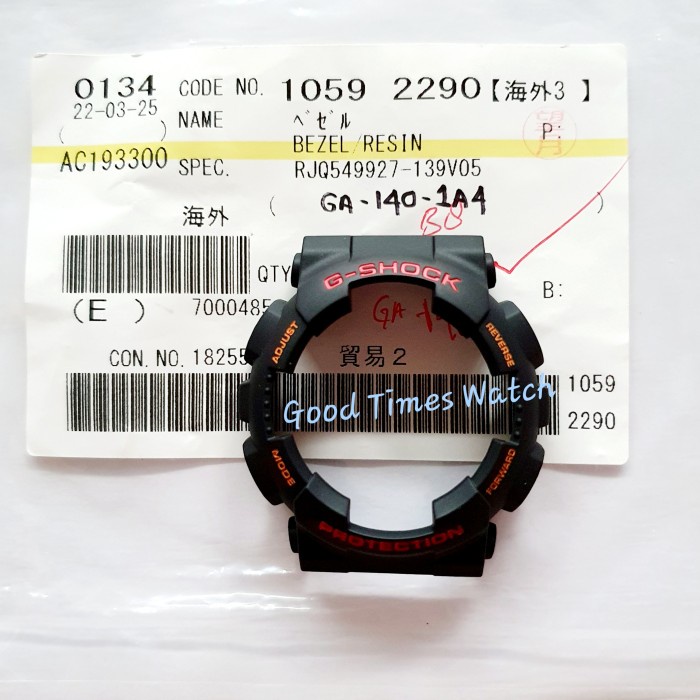 0134 CODE NO. 1059 2290【海外3 】
22-03-25
( ) NAME ベゼル
BEZEL/RESIN P:
AC193300 SPEC. RJQ549927-139V05
海外 ( GA-140-1A4 )
QTY B:
(E ) 7000485
CON.NO.18255 貿易2
1059
2290
G-SHOCK
ADJUST
REVERSE
MODE
FORWARD
PROTECTION
Good Times Watch